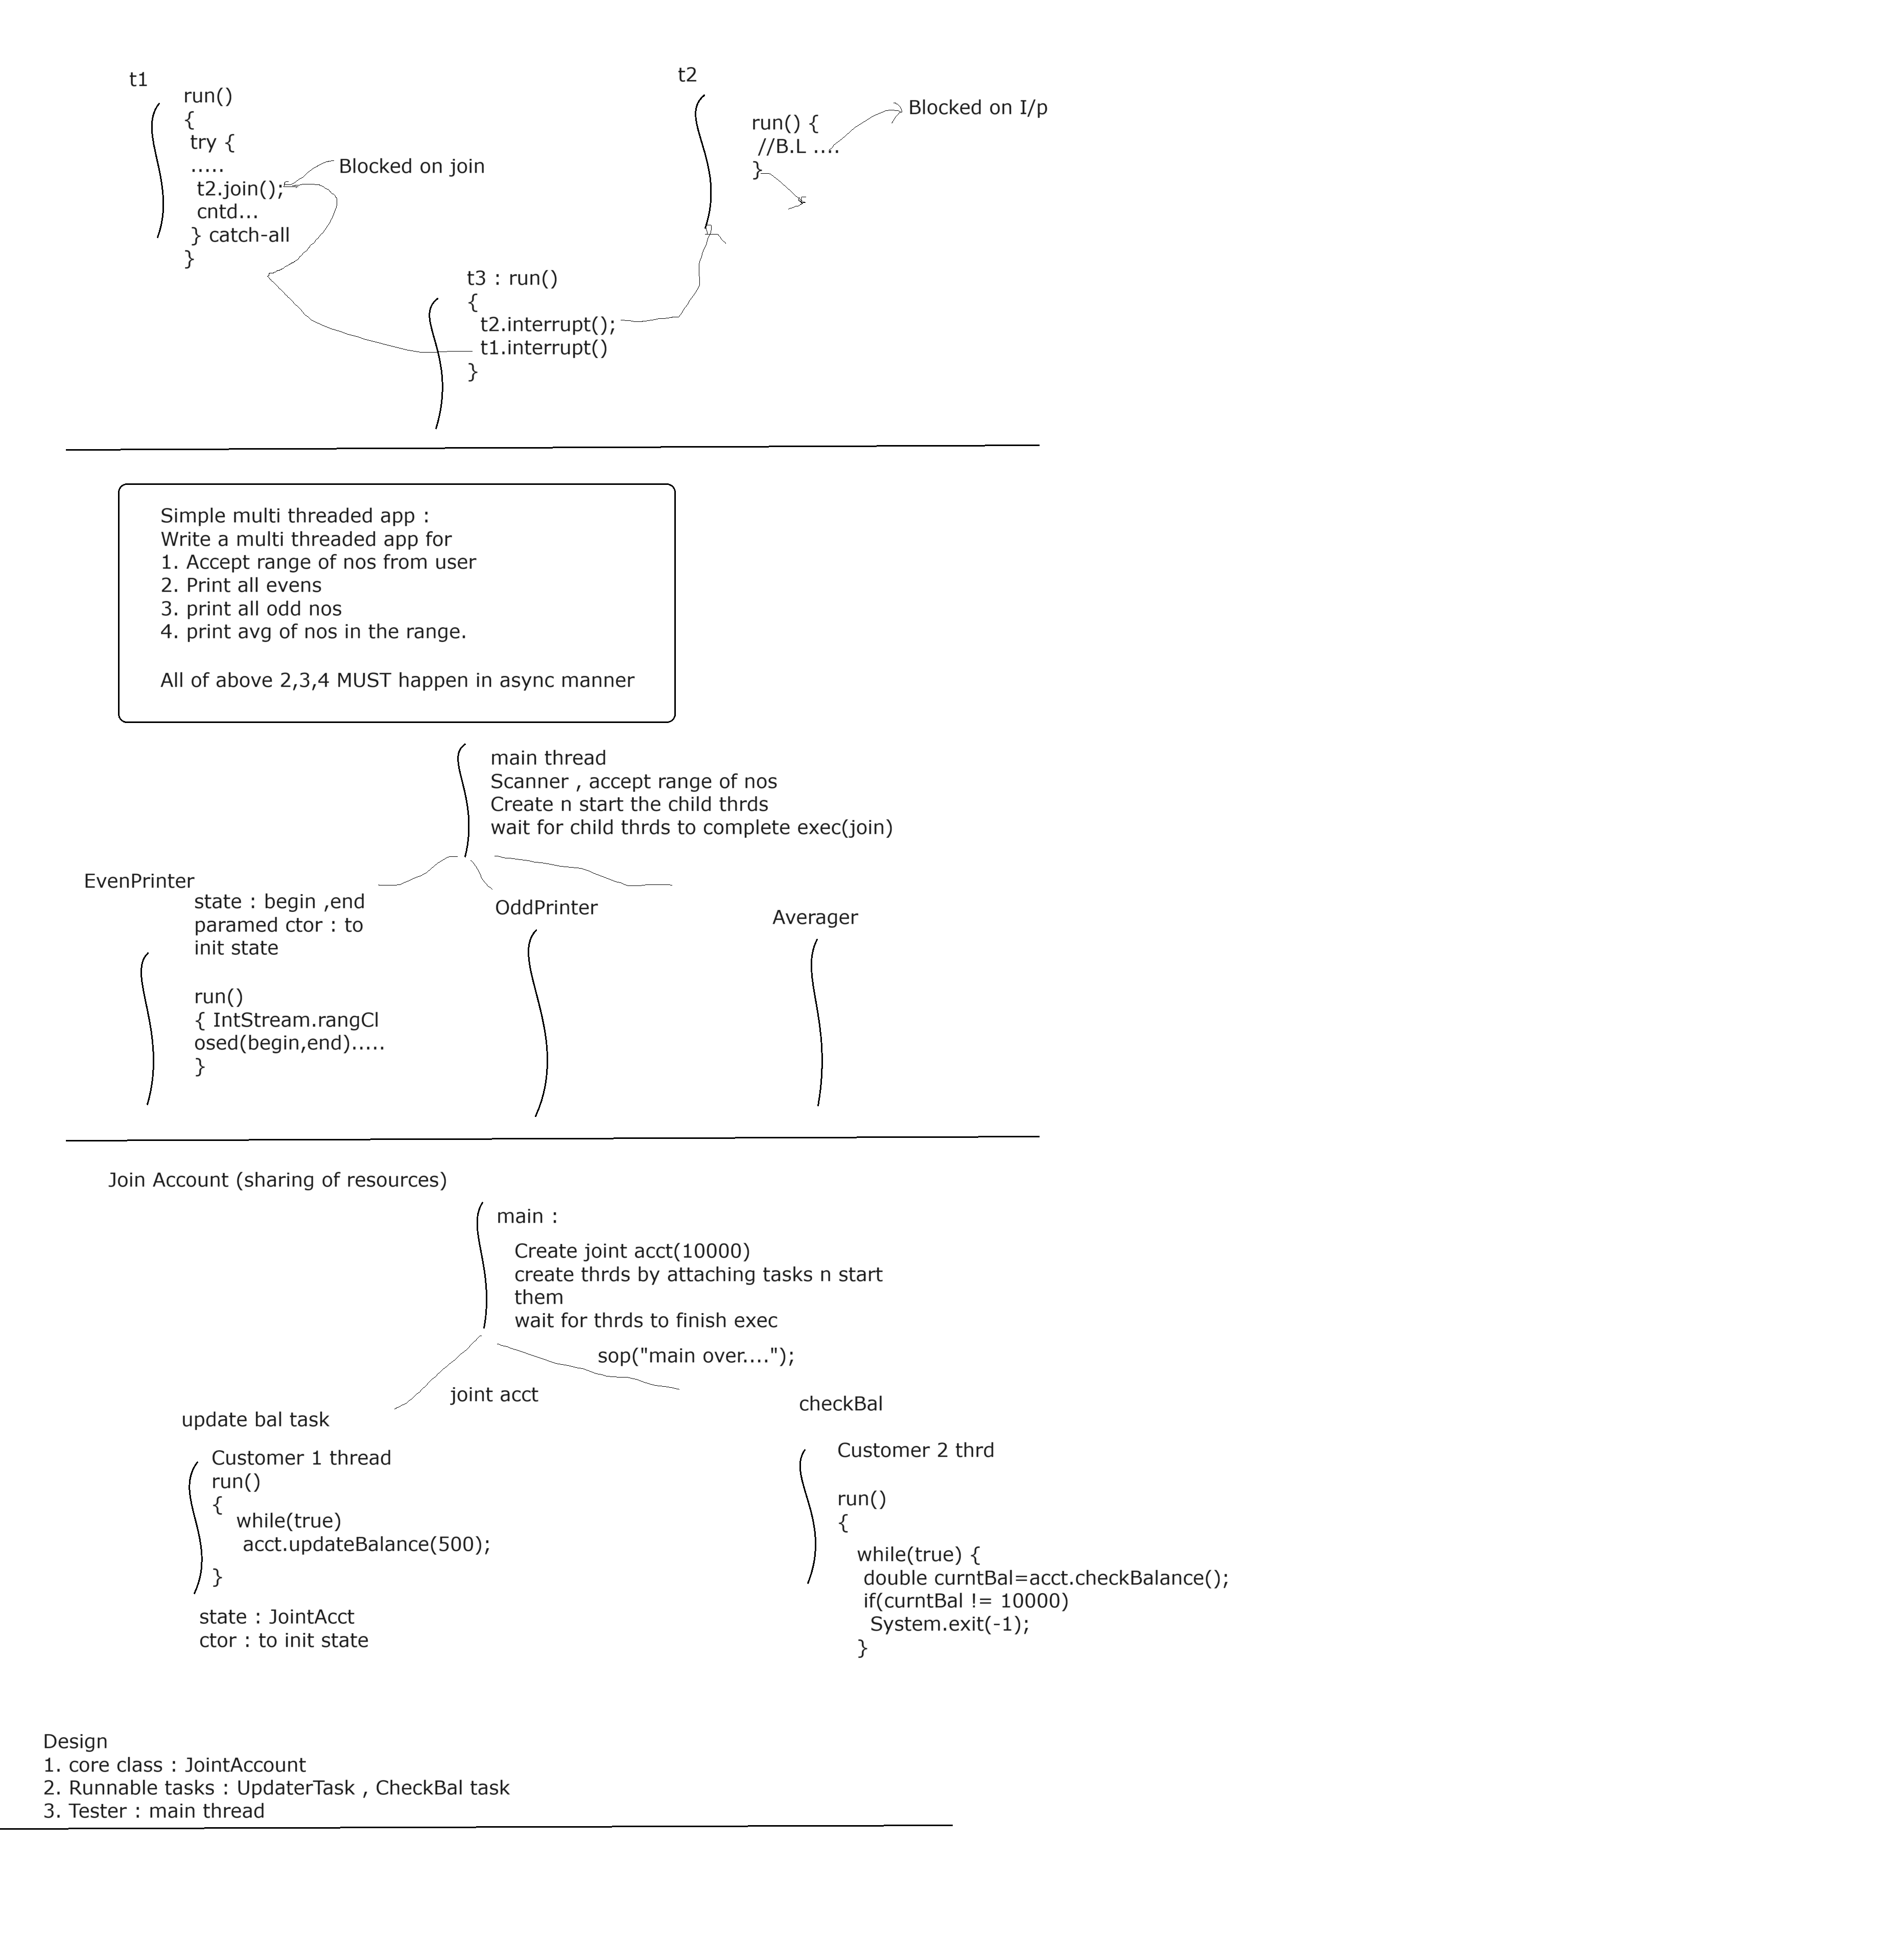 t1
run()
{
try {
.....
t2.join();
cntd...
} catch-all
}
Blocked on join
t2
run() {
//B.L ....
}
Blocked on I/p
t3 : run()
{
t2.interrupt();
t1.interrupt()
}
Simple multi threaded app :
Write a multi threaded app for
1. Accept range of nos from user
2. Print all evens
3. print all odd nos
4. print avg of nos in the range.
All of above 2,3,4 MUST happen in async manner
main thread
Scanner , accept range of nos
Create n start the child thrds
wait for child thrds to complete exec(join)
EvenPrinter
state : begin ,end
paramed ctor : to
init state
run()
{ IntStream.rangCl
osed(begin,end).....
}
OddPrinter
Averager
Join Account (sharing of resources)
main :
Create joint acct(10000)
create thrds by attaching tasks n start
them
wait for thrds to finish exec
sop("main over....");
joint acct
update bal task
Customer 1 thread
run()
{
while(true)
acct.updateBalance(500);
}
state : JointAcct
ctor : to init state
checkBal
Customer 2 thrd
run()
{
while(true) {
double curntBal=acct.checkBalance();
if(curntBal != 10000)
System.exit(-1);
}
Design
1. core class : JointAccount
2. Runnable tasks : UpdaterTask , CheckBal task
3. Tester : main thread